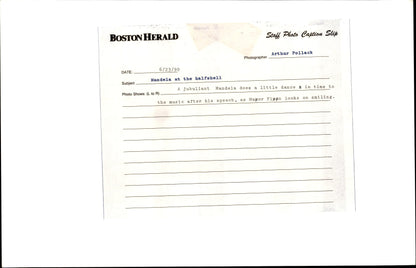 BOSTON HERALD
Staff Photo Caption Slip
Photographer Arthur Pollack
DATE: 6/23/90
Subject Mandela at the halfshell
Photo Shows (L to R) A jubuliant Mandela does a little dance x in time to
the music after his speech, as Mayor Flynn looks on smiling.